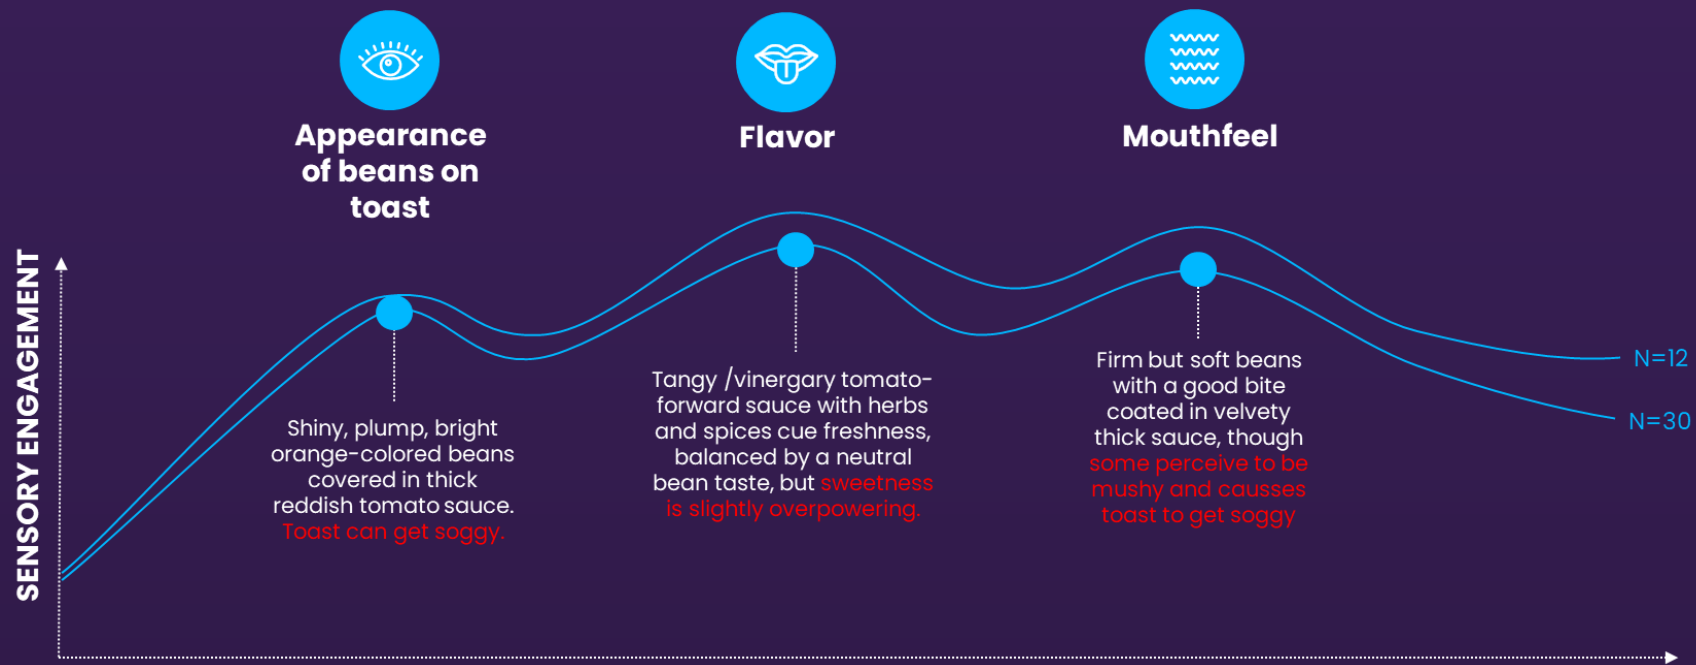 Appearance
of beans on
toast
Flavor
Mouthfeel
SENSORY ENGAGEMENT
Shiny, plump, bright
orange-colored beans
covered in thick
reddish tomato sauce.
Toast can get soggy.
Tangy /vinergary tomato-
forward sauce with herbs
and spices cue freshness,
balanced by a neutral
bean taste, but sweetness
is slightly overpowering.
Firm but soft beans
with a good bite
coated in velvety
thick sauce, though
some perceive to be
mushy and causses
toast to get soggy
N=12
N=30